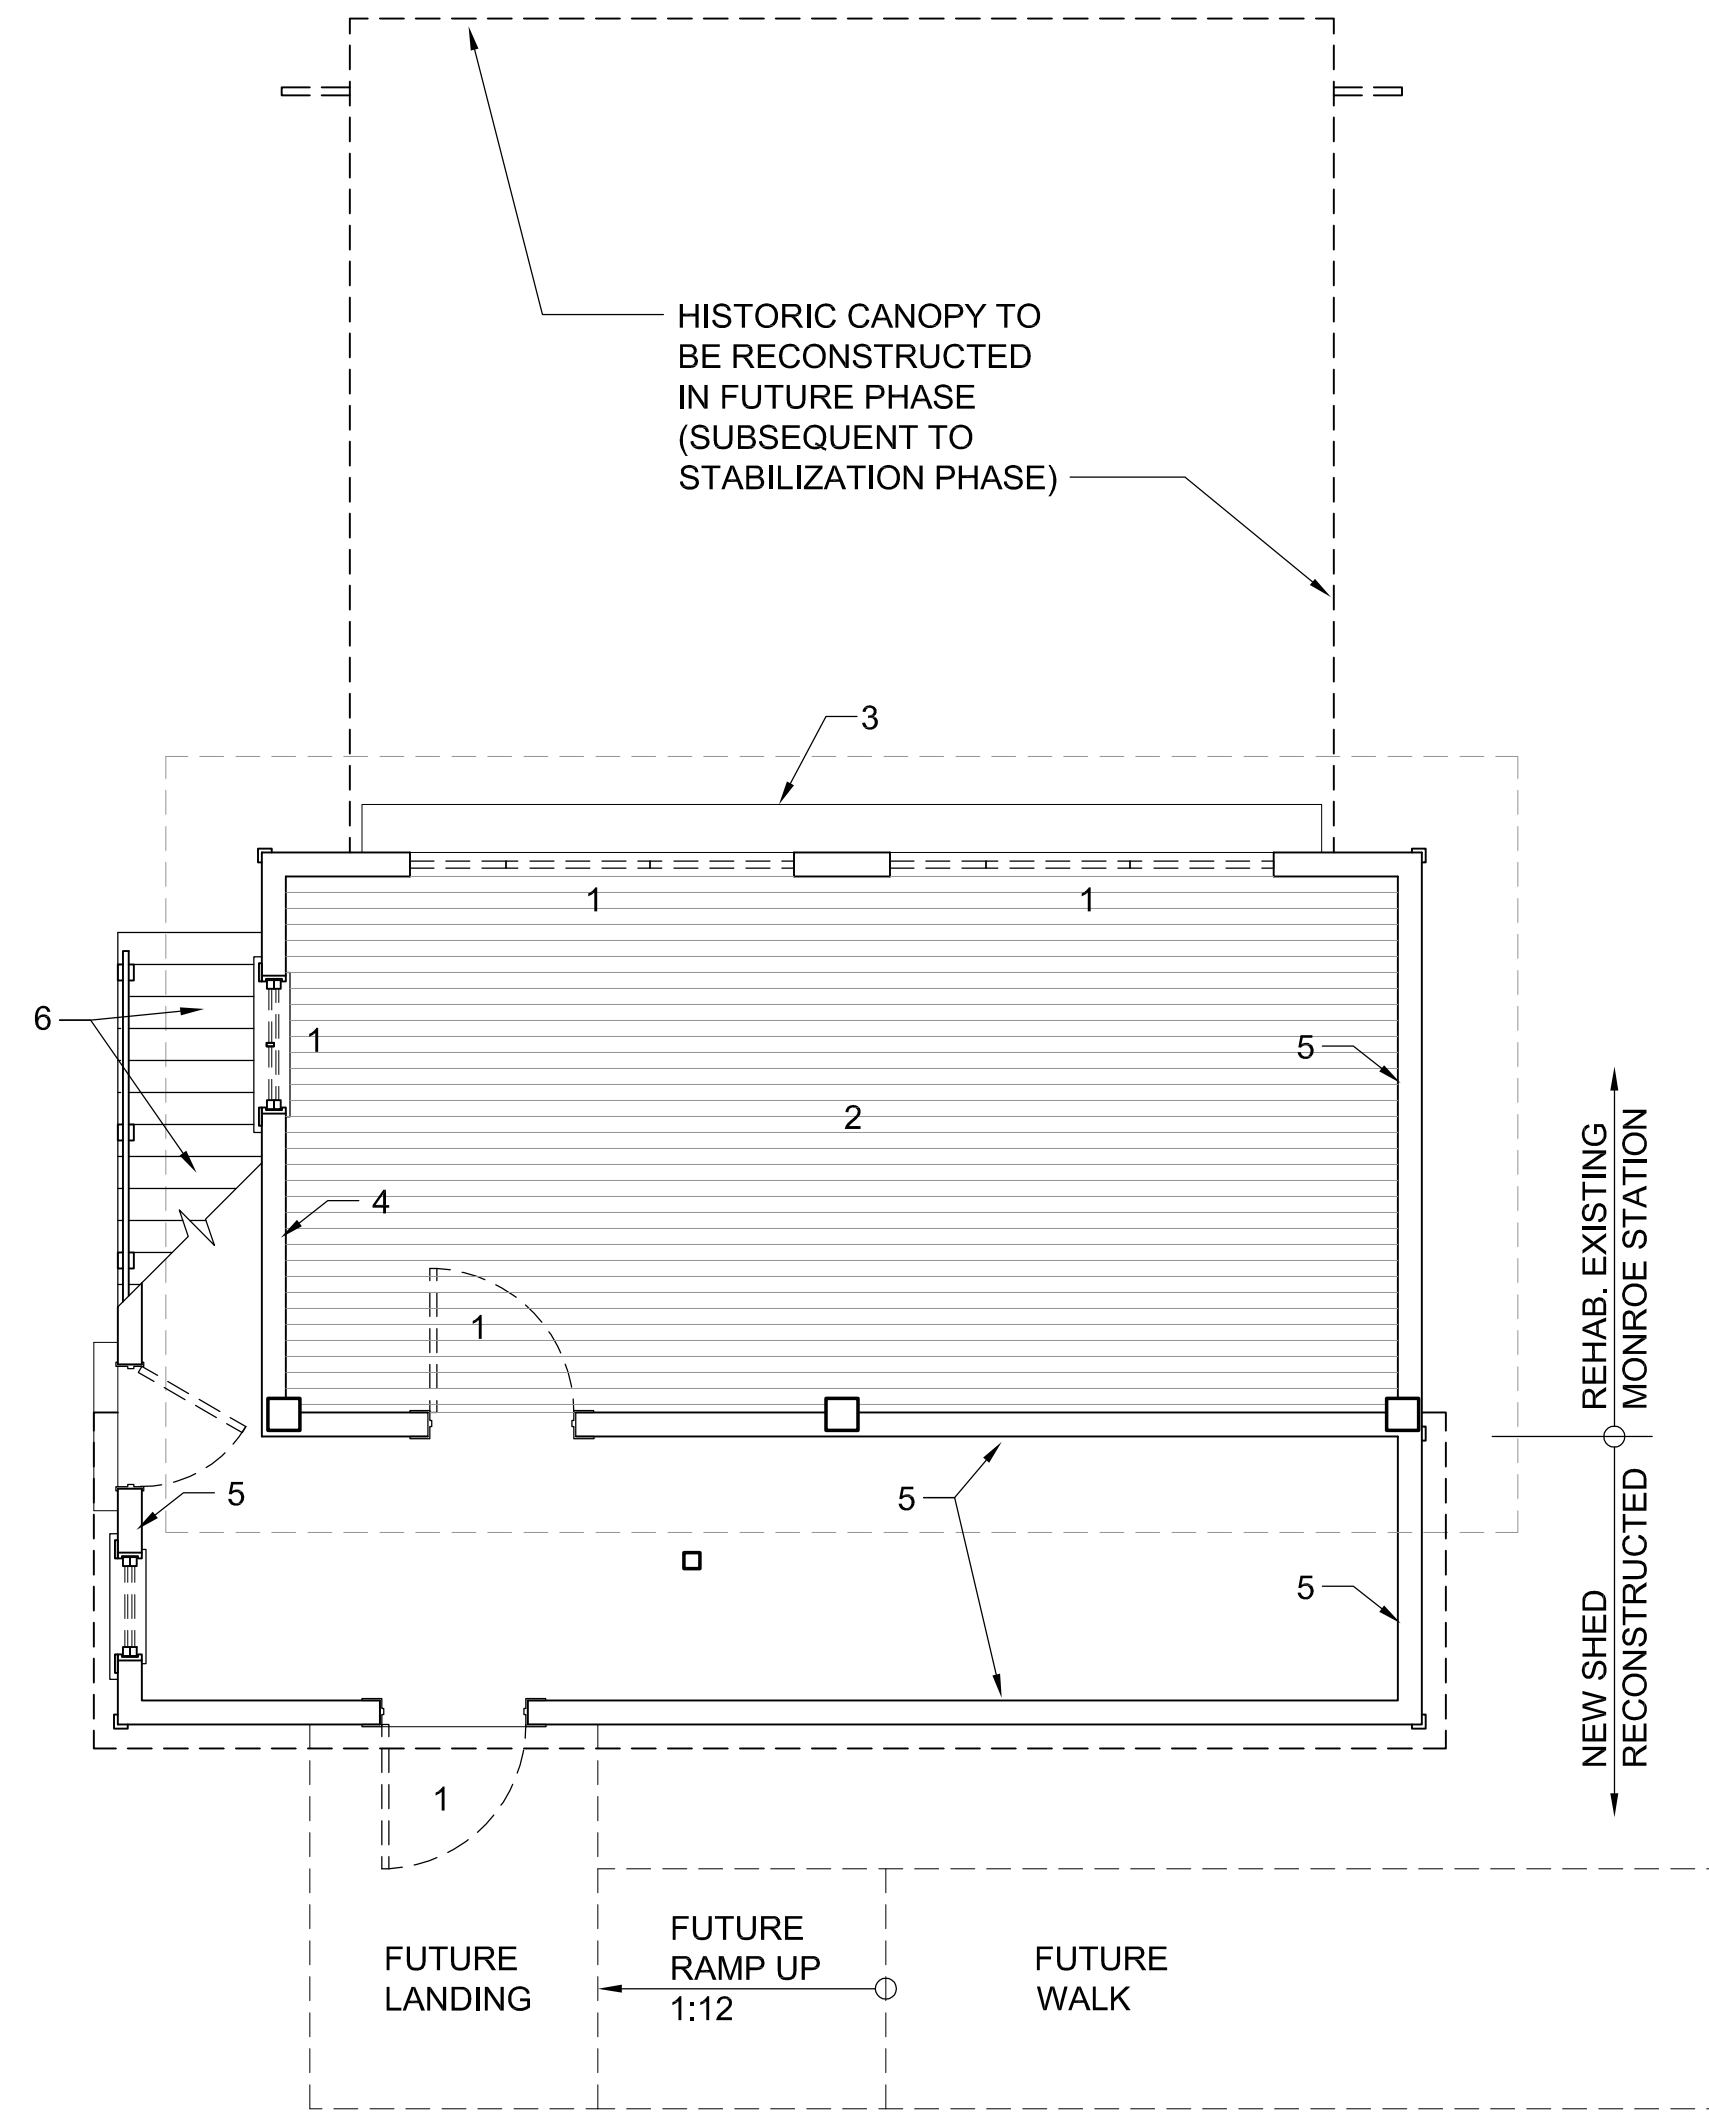 HISTORIC CANOPY TO
BE RECONSTRUCTED
IN FUTURE PHASE
(SUBSEQUENT TO
STABILIZATION PHASE)
3
1
1
6
1
5
2
4
1
REHAB. EXISTING
MONROE STATION
5
5
5
NEW SHED
RECONSTRUCTED
1
FUTURE
LANDING
FUTURE
RAMP UP
1:12
FUTURE
WALK